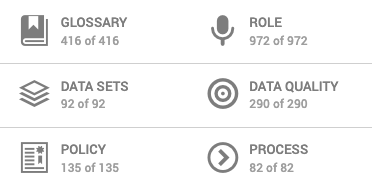 GLOSSARY
416 of 416
ROLE
972 of 972
DATA SETS
92 of 92
DATA QUALITY
290 of 290
POLICY
135 of 135
PROCESS
82 of 82